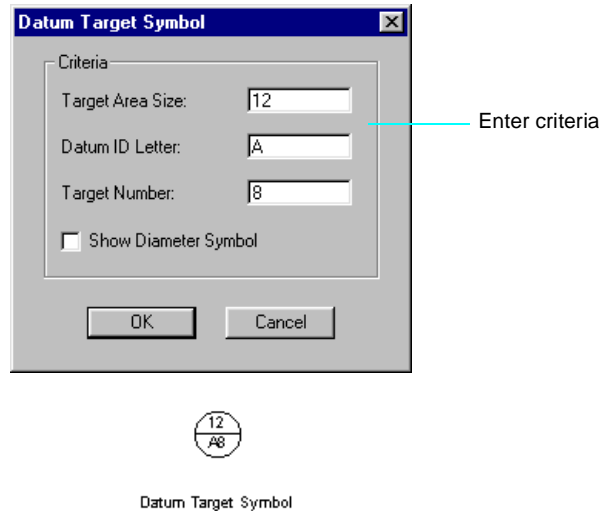 Datum Target Symbol
Criteria
Target Area Size: 12
Enter criteria
Datum ID Letter: A
Target Number: 8
Show Diameter Symbol
OK Cancel
12
A8
Datum Target Symbol